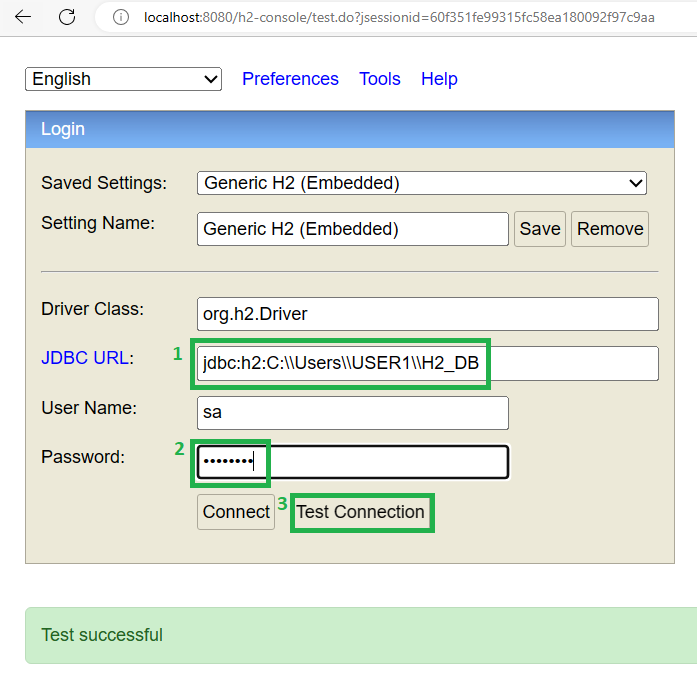 localhost:8080/h2-console/test.do?jsessionid=60f351fe99315fc58ea180092f97c9aa
English Preferences Tools Help
Login
Saved Settings: Generic H2 (Embedded)
Setting Name: Generic H2 (Embedded) Save Remove
Driver Class: org.h2.Driver
JDBC URL: 1 jdbc:h2:C:\\Users\\USER1\\H2_DB
User Name: sa
Password: 2 ••••••••
Connect 3 Test Connection
Test successful